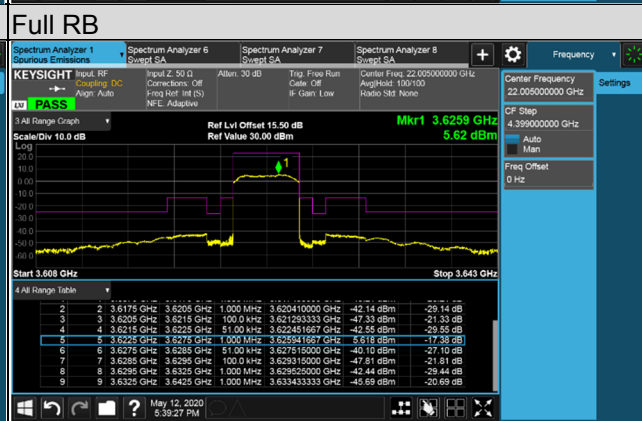 Full RB
Spectrum Analyzer 1
Spurious Emissions
Spectrum Analyzer 6
Swept SA
Spectrum Analyzer 7
Swept SA
Spectrum Analyzer 8
Swept SA
Frequency
KEYSIGHT
Input: RF
Coupling: DC
Align: Auto
Input Z: 50 Ω
Corrections: Off
Freq Ref: Int (S)
NFE: Adaptive
Atten: 30 dB
Trig: Free Run
Gate: Off
IF Gain: Low
Center Freq: 22.005000000 GHz
Avg|Hold: 100/100
Radio Std: None
PASS
Center Frequency
22.005000000 GHz
Settings
CF Step
4.399000000 GHz
Auto
Man
Freq Offset
0 Hz
3 All Range Graph
Ref Lvl Offset 15.50 dB
Mkr1 3.6259 GHz
Scale/Div 10.0 dB
Ref Value 30.00 dBm
5.62 dBm
Log
20.0
10.0
0.00
-10.0
-20.0
-30.0
-40.0
-50.0
-60.0
1
Start 3.608 GHz
Stop 3.643 GHz
4 All Range Table
2 2 3.6175 GHz 3.6205 GHz 1.000 MHz 3.620410000 GHz -42.14 dBm -29.14 dB
3 3 3.6205 GHz 3.6215 GHz 100.0 kHz 3.621293333 GHz -47.33 dBm -21.33 dB
4 4 3.6215 GHz 3.6225 GHz 51.00 kHz 3.622451667 GHz -42.55 dBm -29.55 dB
5 5 3.6225 GHz 3.6275 GHz 51.00 kHz 3.625941667 GHz 5.618 dBm -17.38 dB
6 6 3.6275 GHz 3.6285 GHz 51.00 kHz 3.627515000 GHz -40.10 dBm -27.10 dB
7 7 3.6285 GHz 3.6295 GHz 100.0 kHz 3.629315000 GHz -47.81 dBm -21.81 dB
8 8 3.6295 GHz 3.6325 GHz 1.000 MHz 3.629525000 GHz -42.44 dBm -29.44 dB
9 9 3.6325 GHz 3.6425 GHz 1.000 MHz 3.633433333 GHz -45.69 dBm -20.69 dB
May 12, 2020
5:39:27 PM